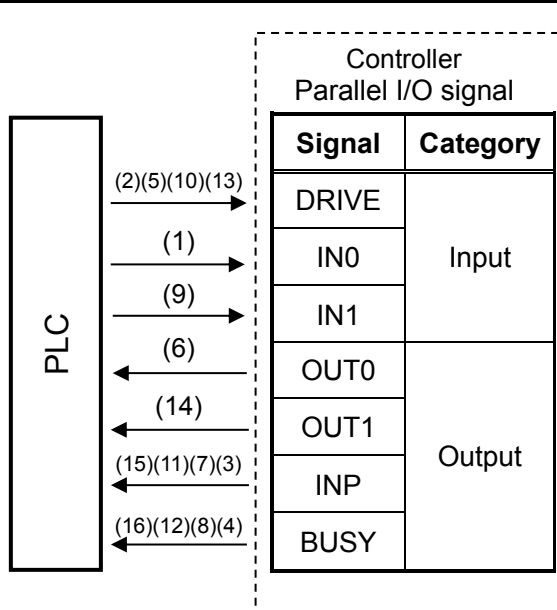 Controller
Parallel I/O signal
Signal Category
(2)(5)(10)(13)
DRIVE
(1)
IN0
Input
(9)
IN1
PLC
(6)
OUT0
(14)
OUT1
Output
(15)(11)(7)(3)
INP
(16)(12)(8)(4)
BUSY